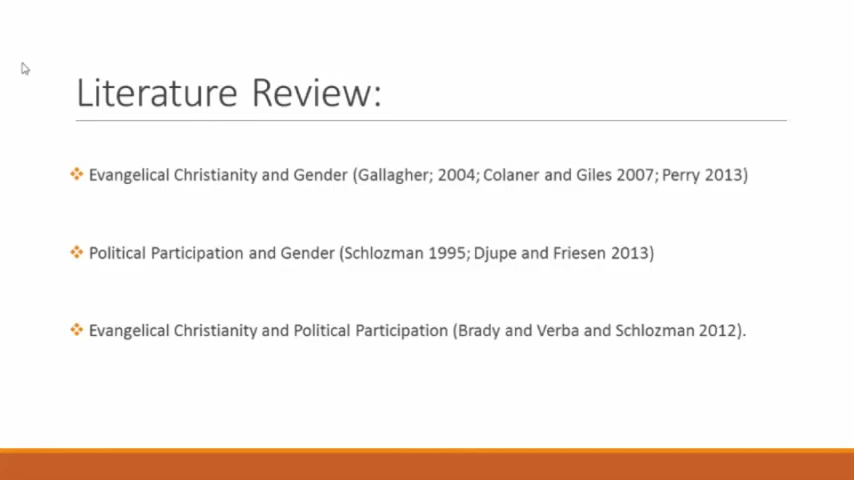 Literature Review:
Evangelical Christianity and Gender (Gallagher; 2004; Colaner and Giles 2007; Perry 2013)
Political Participation and Gender (Schlozman 1995; Djupe and Friesen 2013)
Evangelical Christianity and Political Participation (Brady and Verba and Schlozman 2012).